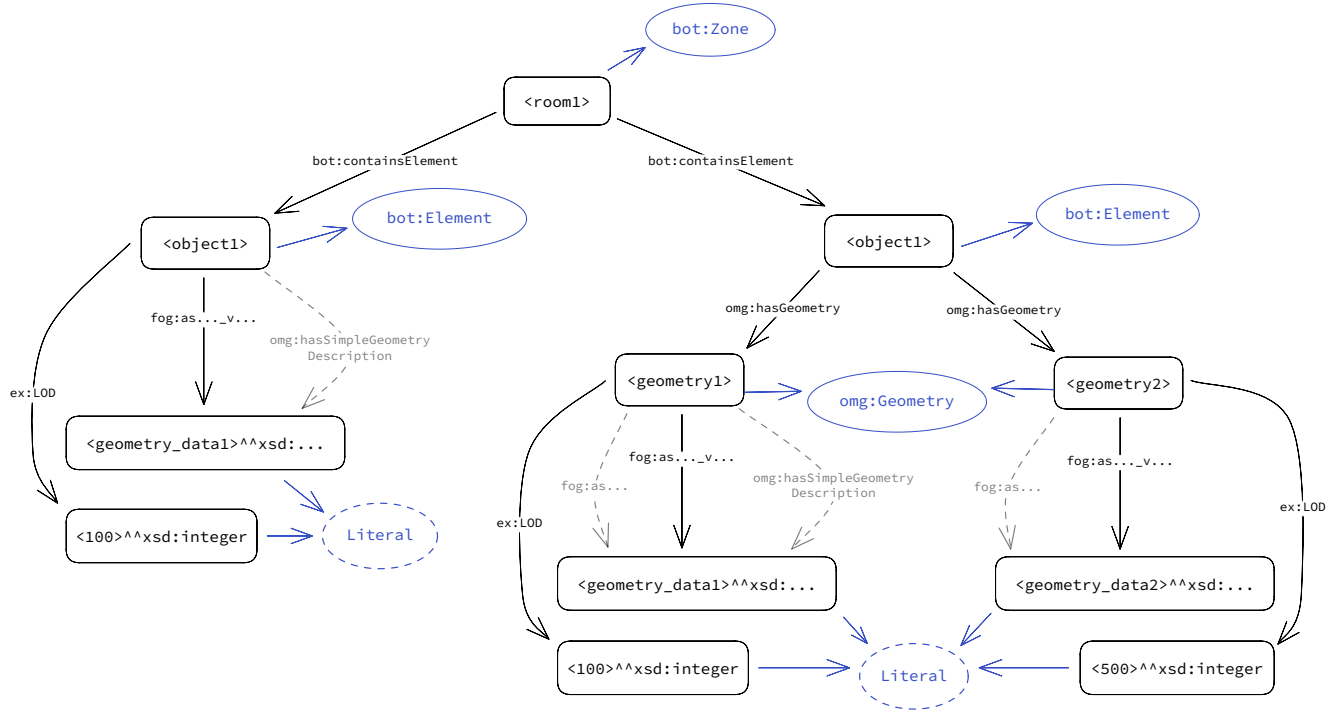 bot:Zone
<room1>
bot:containsElement
bot:containsElement
bot:Element
bot:Element
<object1>
<object1>
fog:as..._v...
omg:hasGeometry
omg:hasGeometry
omg:hasSimpleGeometry
Description
ex:LOD
<geometry1>
omg:Geometry
<geometry2>
<geometry_data1>^^xsd:...
fog:as..._v...
fog:as..._v...
fog:as...
omg:hasSimpleGeometry
Description
fog:as...
ex:LOD
ex:LOD
<100>^^xsd:integer
Literal
<geometry_data1>^^xsd:...
<geometry_data2>^^xsd:...
<100>^^xsd:integer
Literal
<500>^^xsd:integer